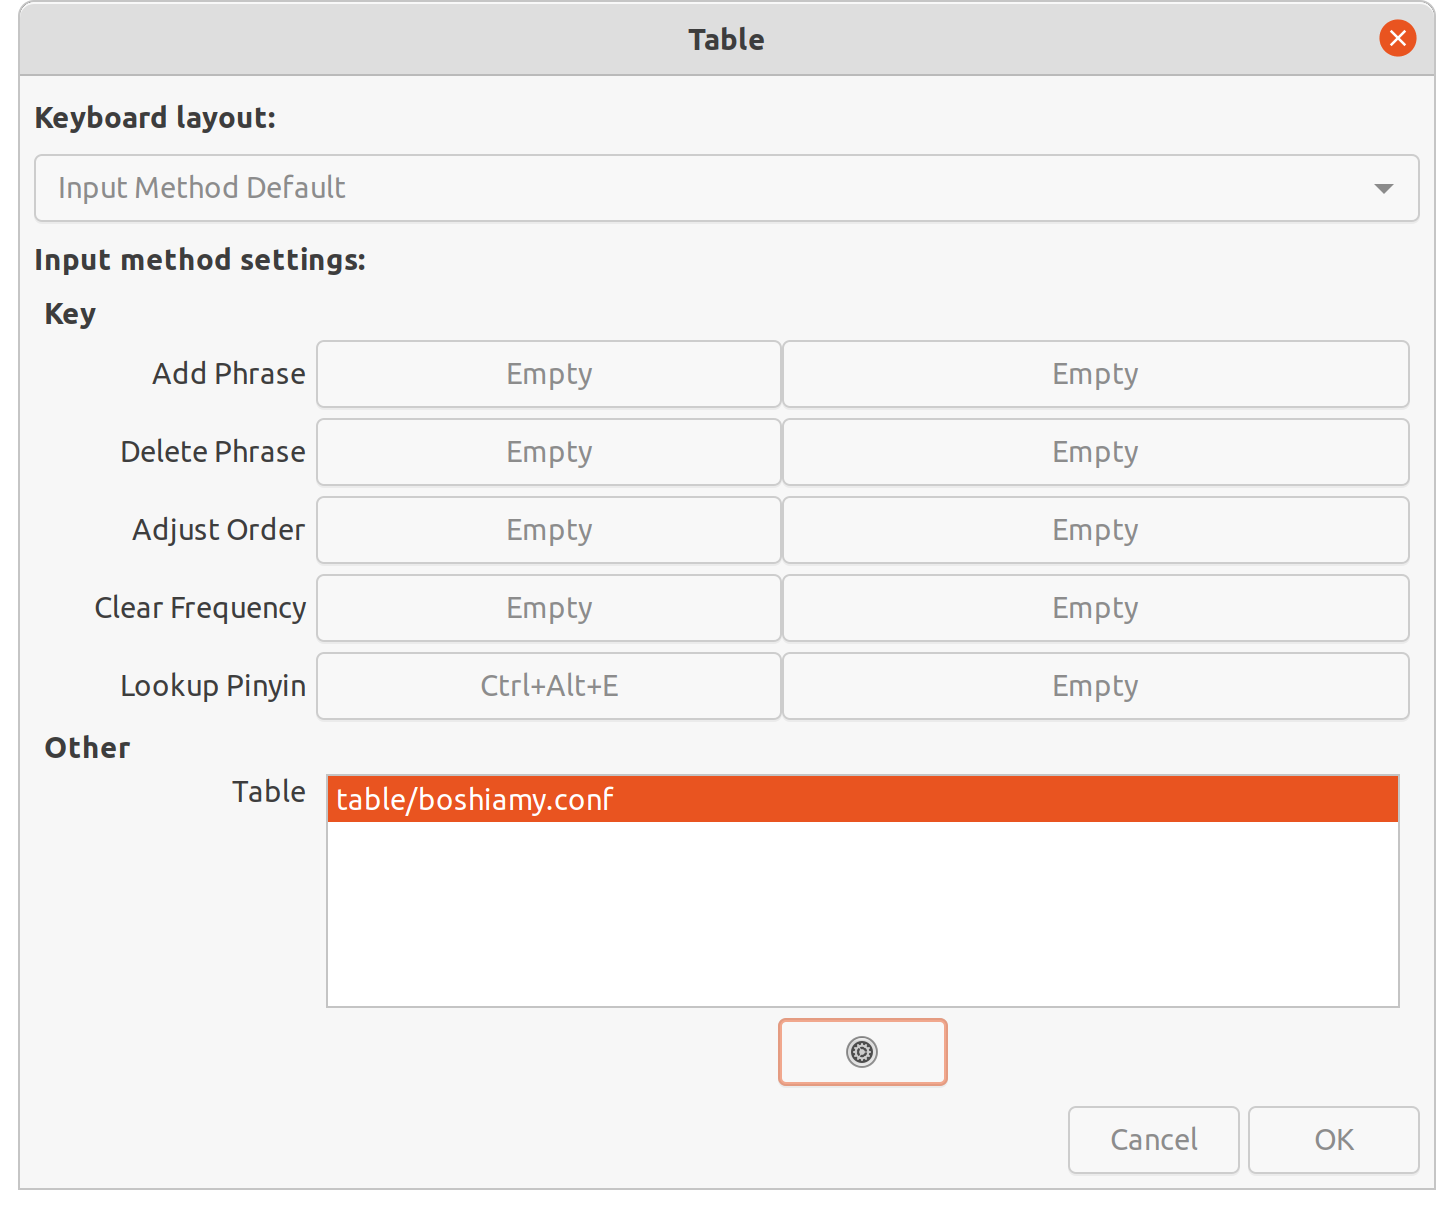 Table
Keyboard layout:
Input Method Default
Input method settings:
Key
Add Phrase Empty Empty
Delete Phrase Empty Empty
Adjust Order Empty Empty
Clear Frequency Empty Empty
Lookup Pinyin Ctrl+Alt+E Empty
Other
Table table/boshiamy.conf
Cancel OK